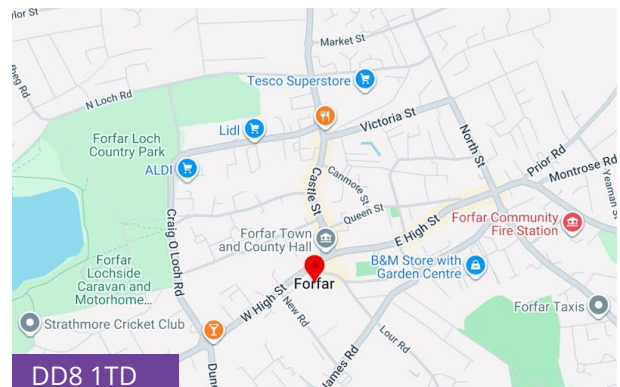 Market St
Tesco Superstore
N Loch Rd
Victoria St
Lidl
North St
Forfar Loch
Country Park
ALDI
Prior Rd
Montrose Rd
Castle St
Canmore St
Yeaman St
Queen St
Craig O Loch Rd
E High St
Forfar Community
Fire Station
Forfar Town
and County Hall
B&M Store with
Garden Centre
Forfar
Lochside
Caravan and
Motorhome...
Forfar
W High St
New Rd
Forfar Taxis
Strathmore Cricket Club
Lour Rd
James Rd
DD8 1TD